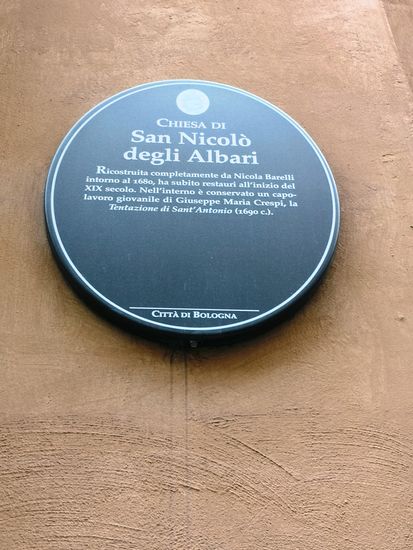 CHIESA DI
San Nicolò
degli Albari
Ricostruita completamente da Nicola Barelli
intorno al 1680, ha subito restauri all'inizio del
XIX secolo. Nell'interno è conservato un capo-
lavoro giovanile di Giuseppe Maria Crespi, la
Tentazione di Sant'Antonio (1690 c.).
CITTÀ DI BOLOGNA